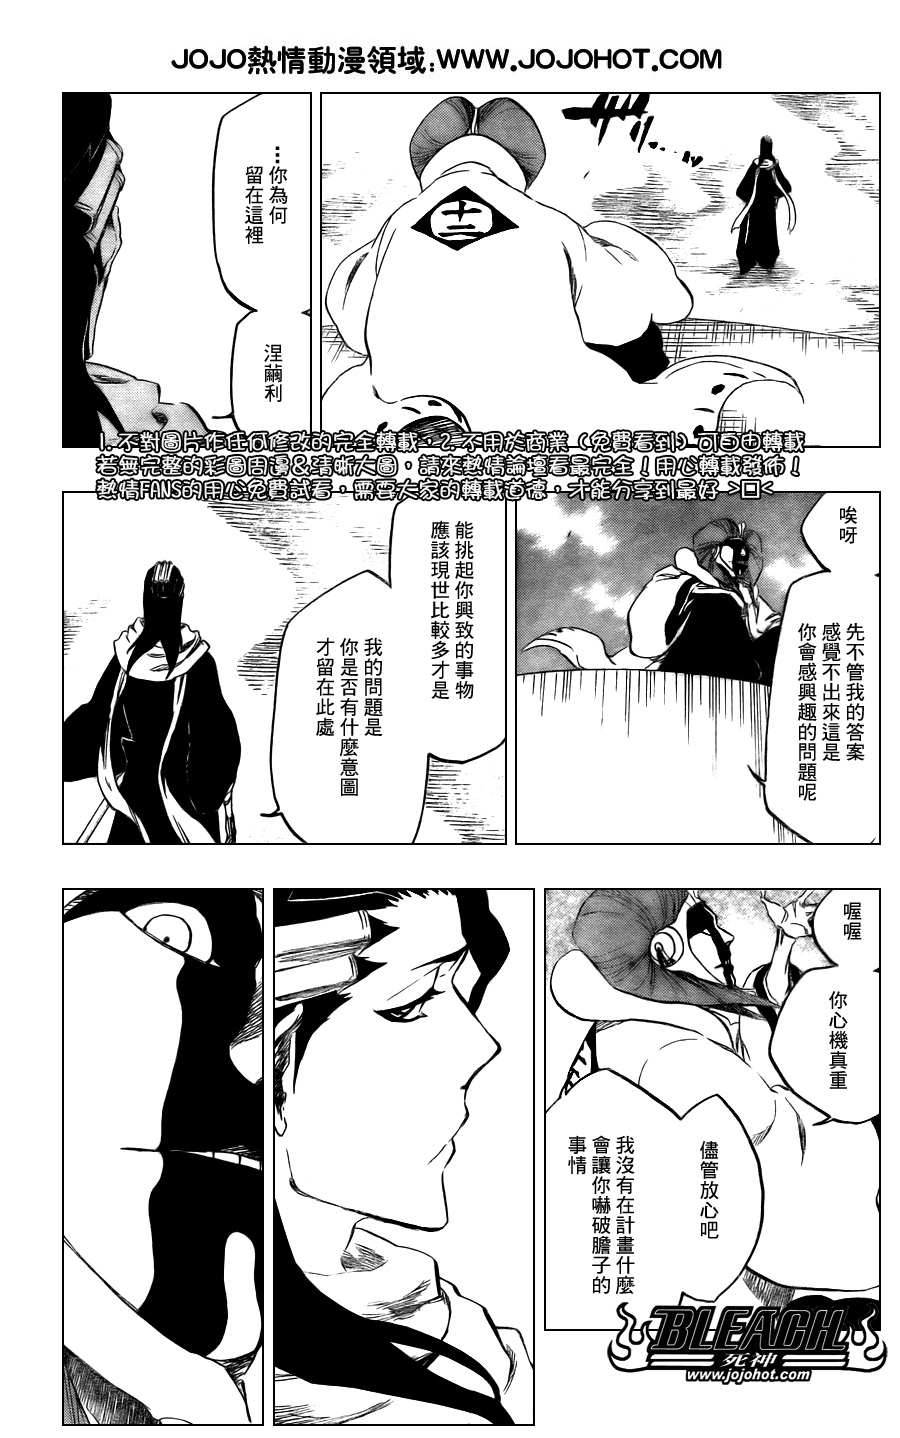 JOJO熱情動漫領域:WWW.JOJOHOT.COM
十二
…你為何
留在這裡
涅繭利
1.不對圖片作任何修改的完全轉載，2.不用於商業（免費看到）可自由轉載
若無完整的彩圖周邊&清晰大圖，請來熱情論壇看最完全！用心轉載發佈！
熱情FANS的用心免費試看，需要大家的轉載道德，才能分享到最好 >口<
唉呀
先不管我的答案
感覺不出來這是
你會感興趣的問題呢
能挑起你興致的事物
應該現世比較多才是
我的問題是
你是否有什麼意圖
才留在此處
喔喔
你心機真重
儘管放心吧
我沒有在計畫什麼
會讓你嚇破膽子的
事情
BLEACH
死神
www.jojohot.com